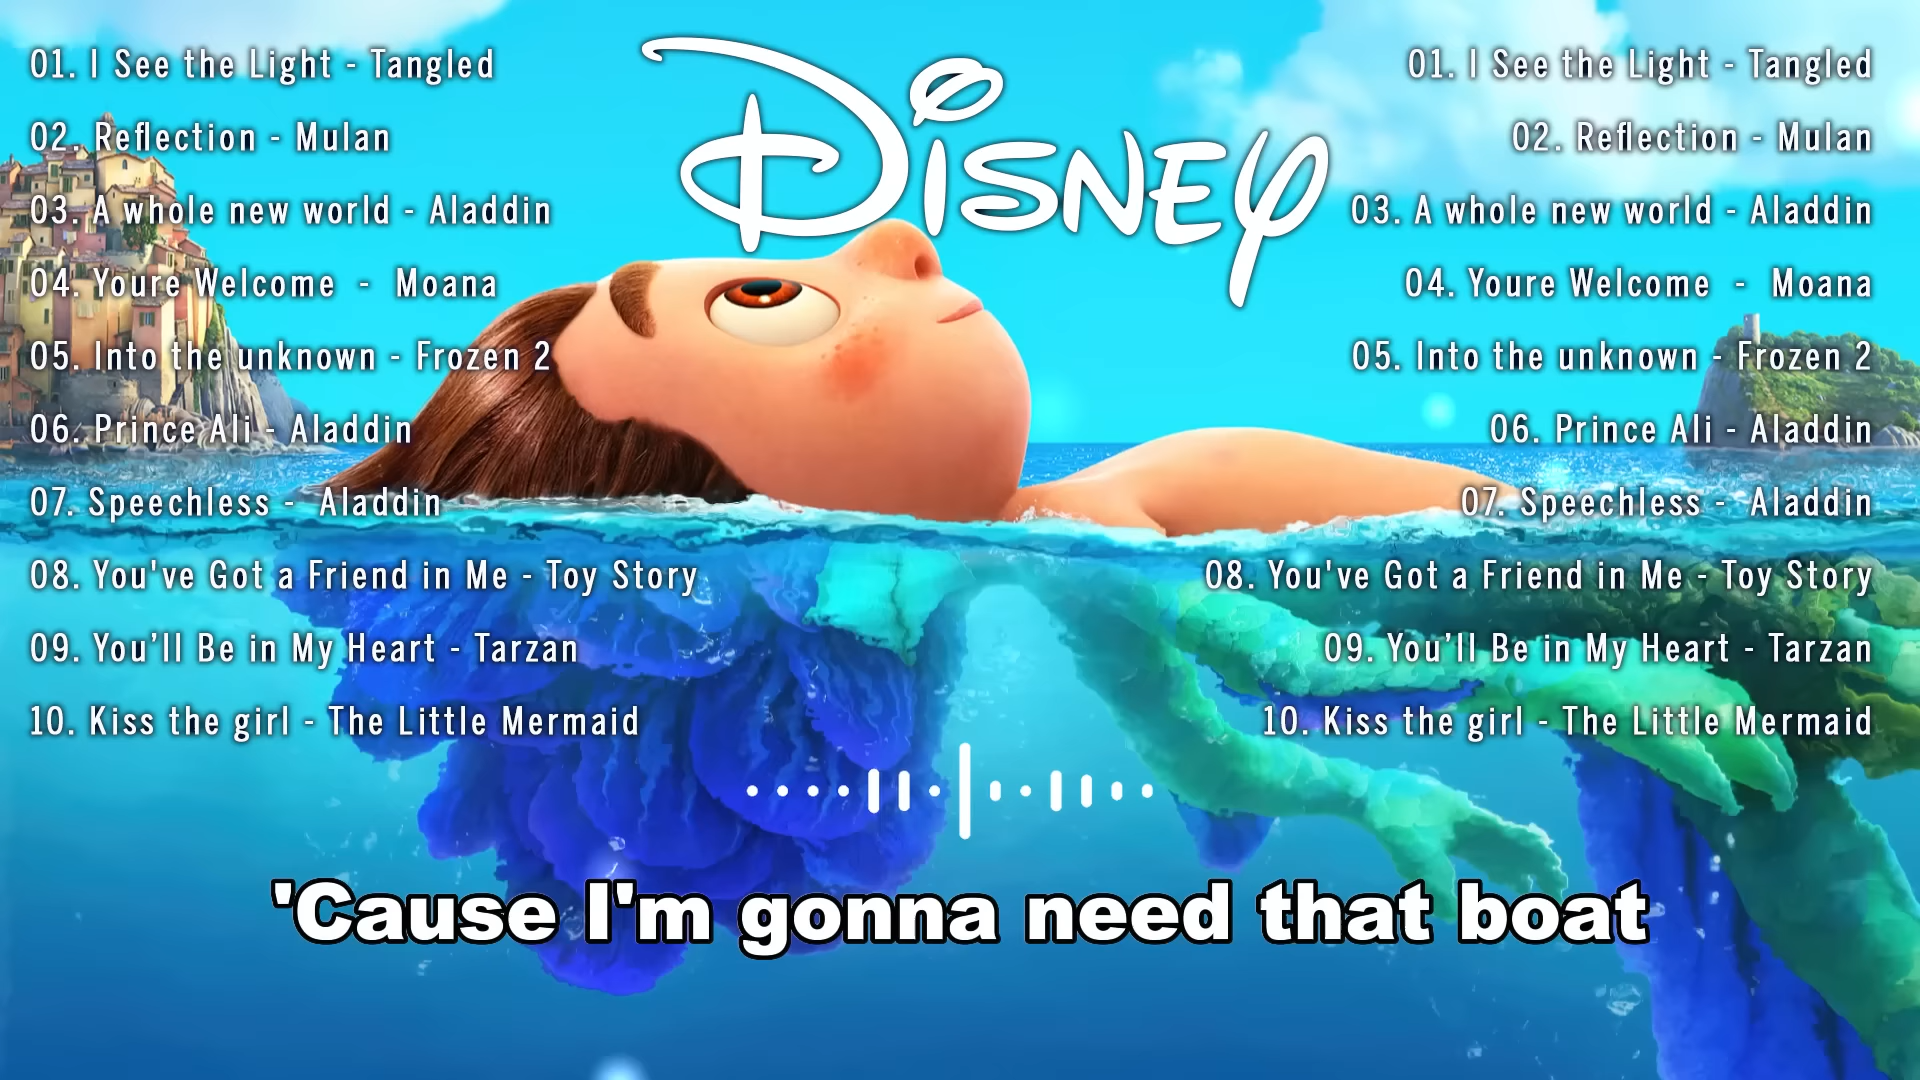 DISNEY
01. I See the Light - Tangled
02. Reflection - Mulan
03. A whole new world - Aladdin
04. Youre Welcome - Moana
05. Into the unknown - Frozen 2
06. Prince Ali - Aladdin
07. Speechless - Aladdin
08. You've Got a Friend in Me - Toy Story
09. You’ll Be in My Heart - Tarzan
10. Kiss the girl - The Little Mermaid
01. I See the Light - Tangled
02. Reflection - Mulan
03. A whole new world - Aladdin
04. Youre Welcome - Moana
05. Into the unknown - Frozen 2
06. Prince Ali - Aladdin
07. Speechless - Aladdin
08. You've Got a Friend in Me - Toy Story
09. You’ll Be in My Heart - Tarzan
10. Kiss the girl - The Little Mermaid
'Cause I'm gonna need that boat